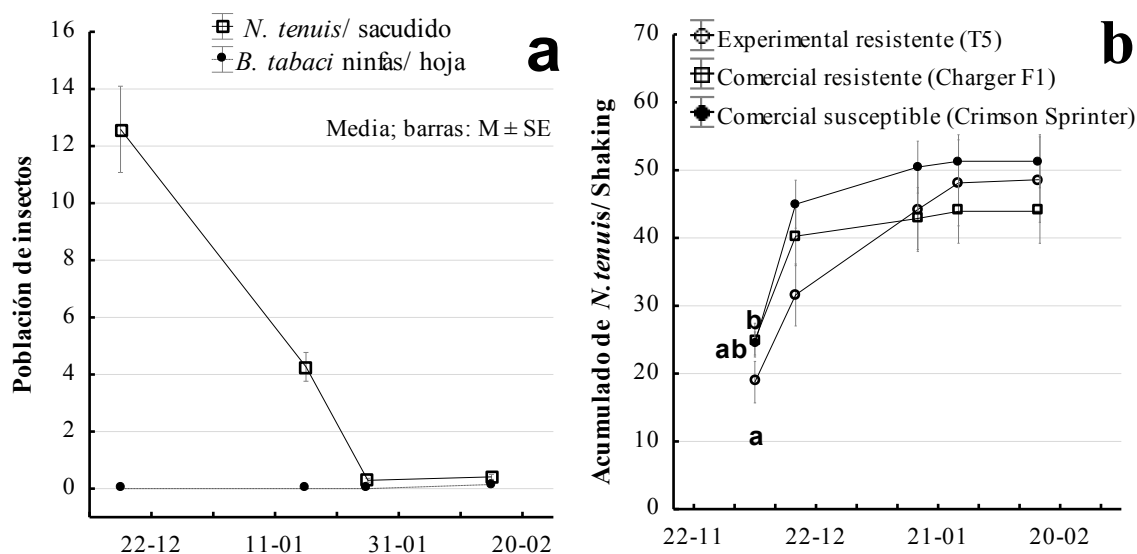 a
N. tenuis/ sacudido
B. tabaci ninfas/ hoja
Media; barras: M ± SE
Población de insectos
16
14
12
10
8
6
4
2
0
22-12 11-01 31-01 20-02
b
Experimental resistente (T5)
Comercial resistente (Charger F1)
Comercial susceptible (Crimson Sprinter)
Acumulado de N. tenuis/ Shaking
70
60
50
40
30
20
10
0
b
ab
a
22-11 22-12 21-01 20-02